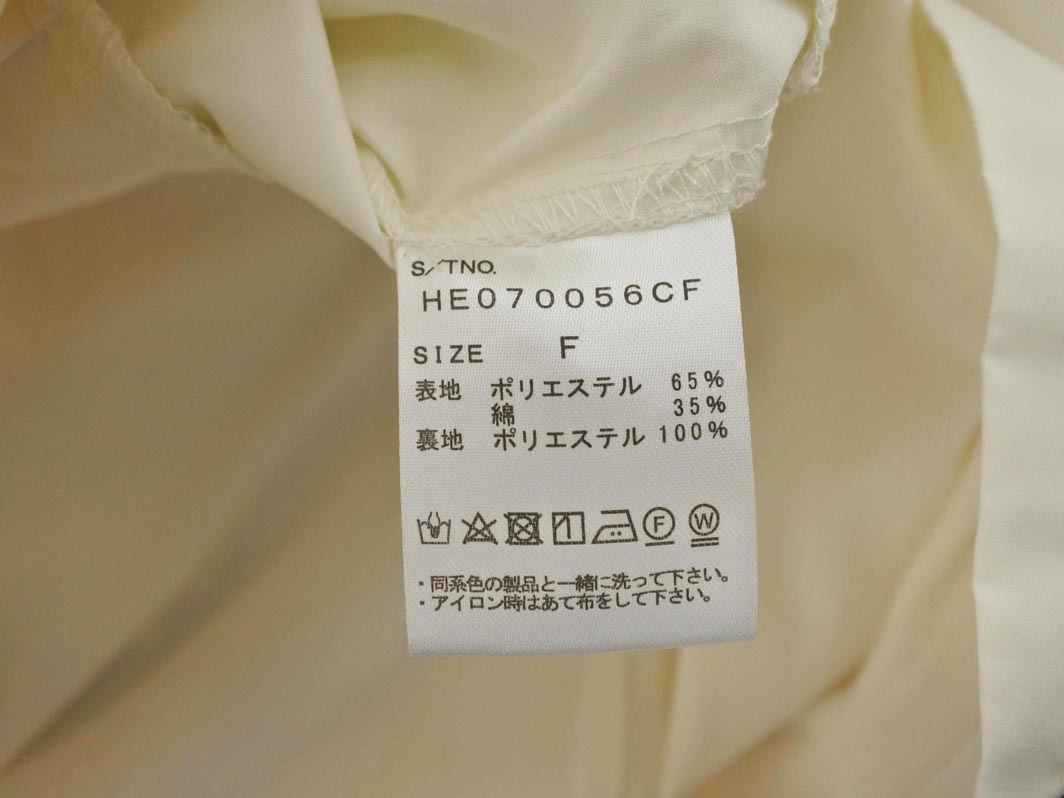 S/TNO.
HE070056CF
SIZE F
表地 ポリエステル 65%
綿 35%
裏地 ポリエステル 100%
F W
・同系色の製品と一緒に洗って下さい。
・アイロン時はあて布をして下さい。